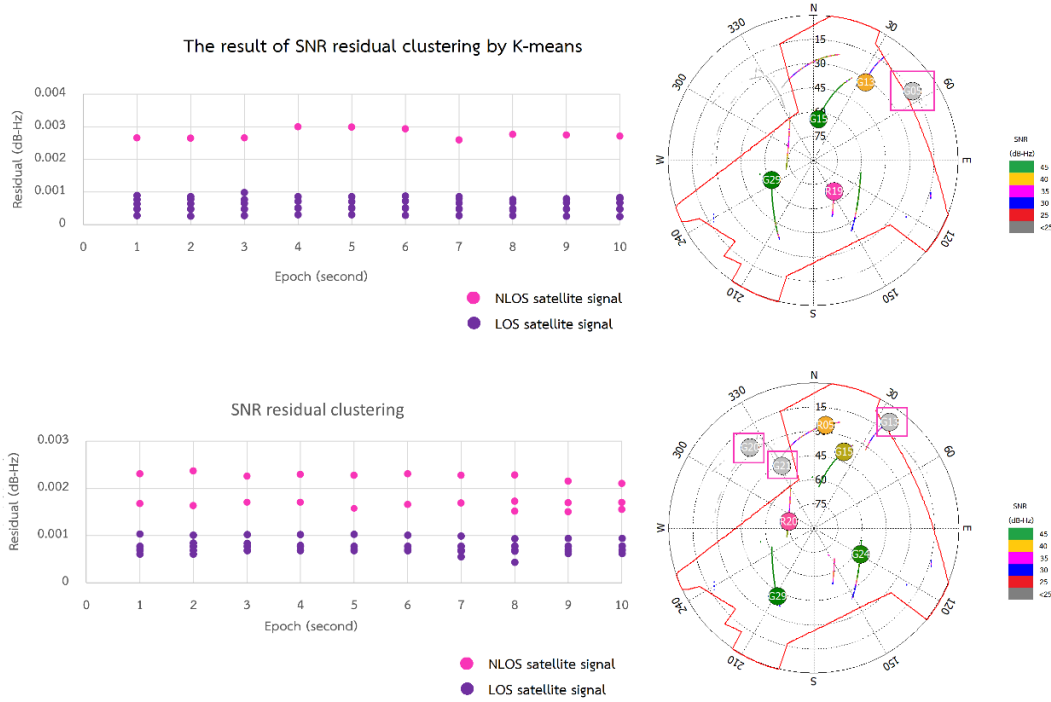 The result of SNR residual clustering by K-means
Residual (dB-Hz)
0.004
0.003
0.002
0.001
0
0 1 2 3 4 5 6 7 8 9 10
Epoch (second)
NLOS satellite signal
LOS satellite signal
N
30
60
E
120
150
S
210
240
W
300
330
15
30
45
60
75
G13
G15
G29
R19
SNR
(dB-Hz)
45
40
35
30
25
<25
SNR residual clustering
Residual (dB-Hz)
0.003
0.002
0.001
0
0 1 2 3 4 5 6 7 8 9 10
Epoch (second)
NLOS satellite signal
LOS satellite signal
N
30
60
E
120
150
S
210
240
W
300
330
15
45
60
75
G13
R05
G15
R20
G24
G29
SNR
(dB-Hz)
45
40
35
30
25
<25